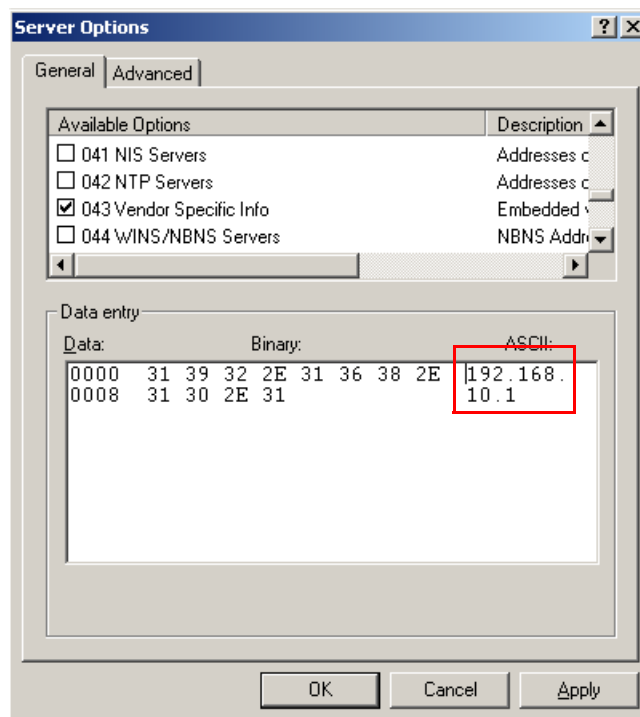 Server Options
General Advanced
Available Options Description
041 NIS Servers Addresses
042 NTP Servers Addresses
043 Vendor Specific Info Embedded
044 WINS/NBNS Servers NBNS
Data entry
Data: Binary: ASCII:
0000 31 39 32 2E 31 36 38 2E 192.168.
0008 31 30 2E 31 10.1
OK Cancel Apply